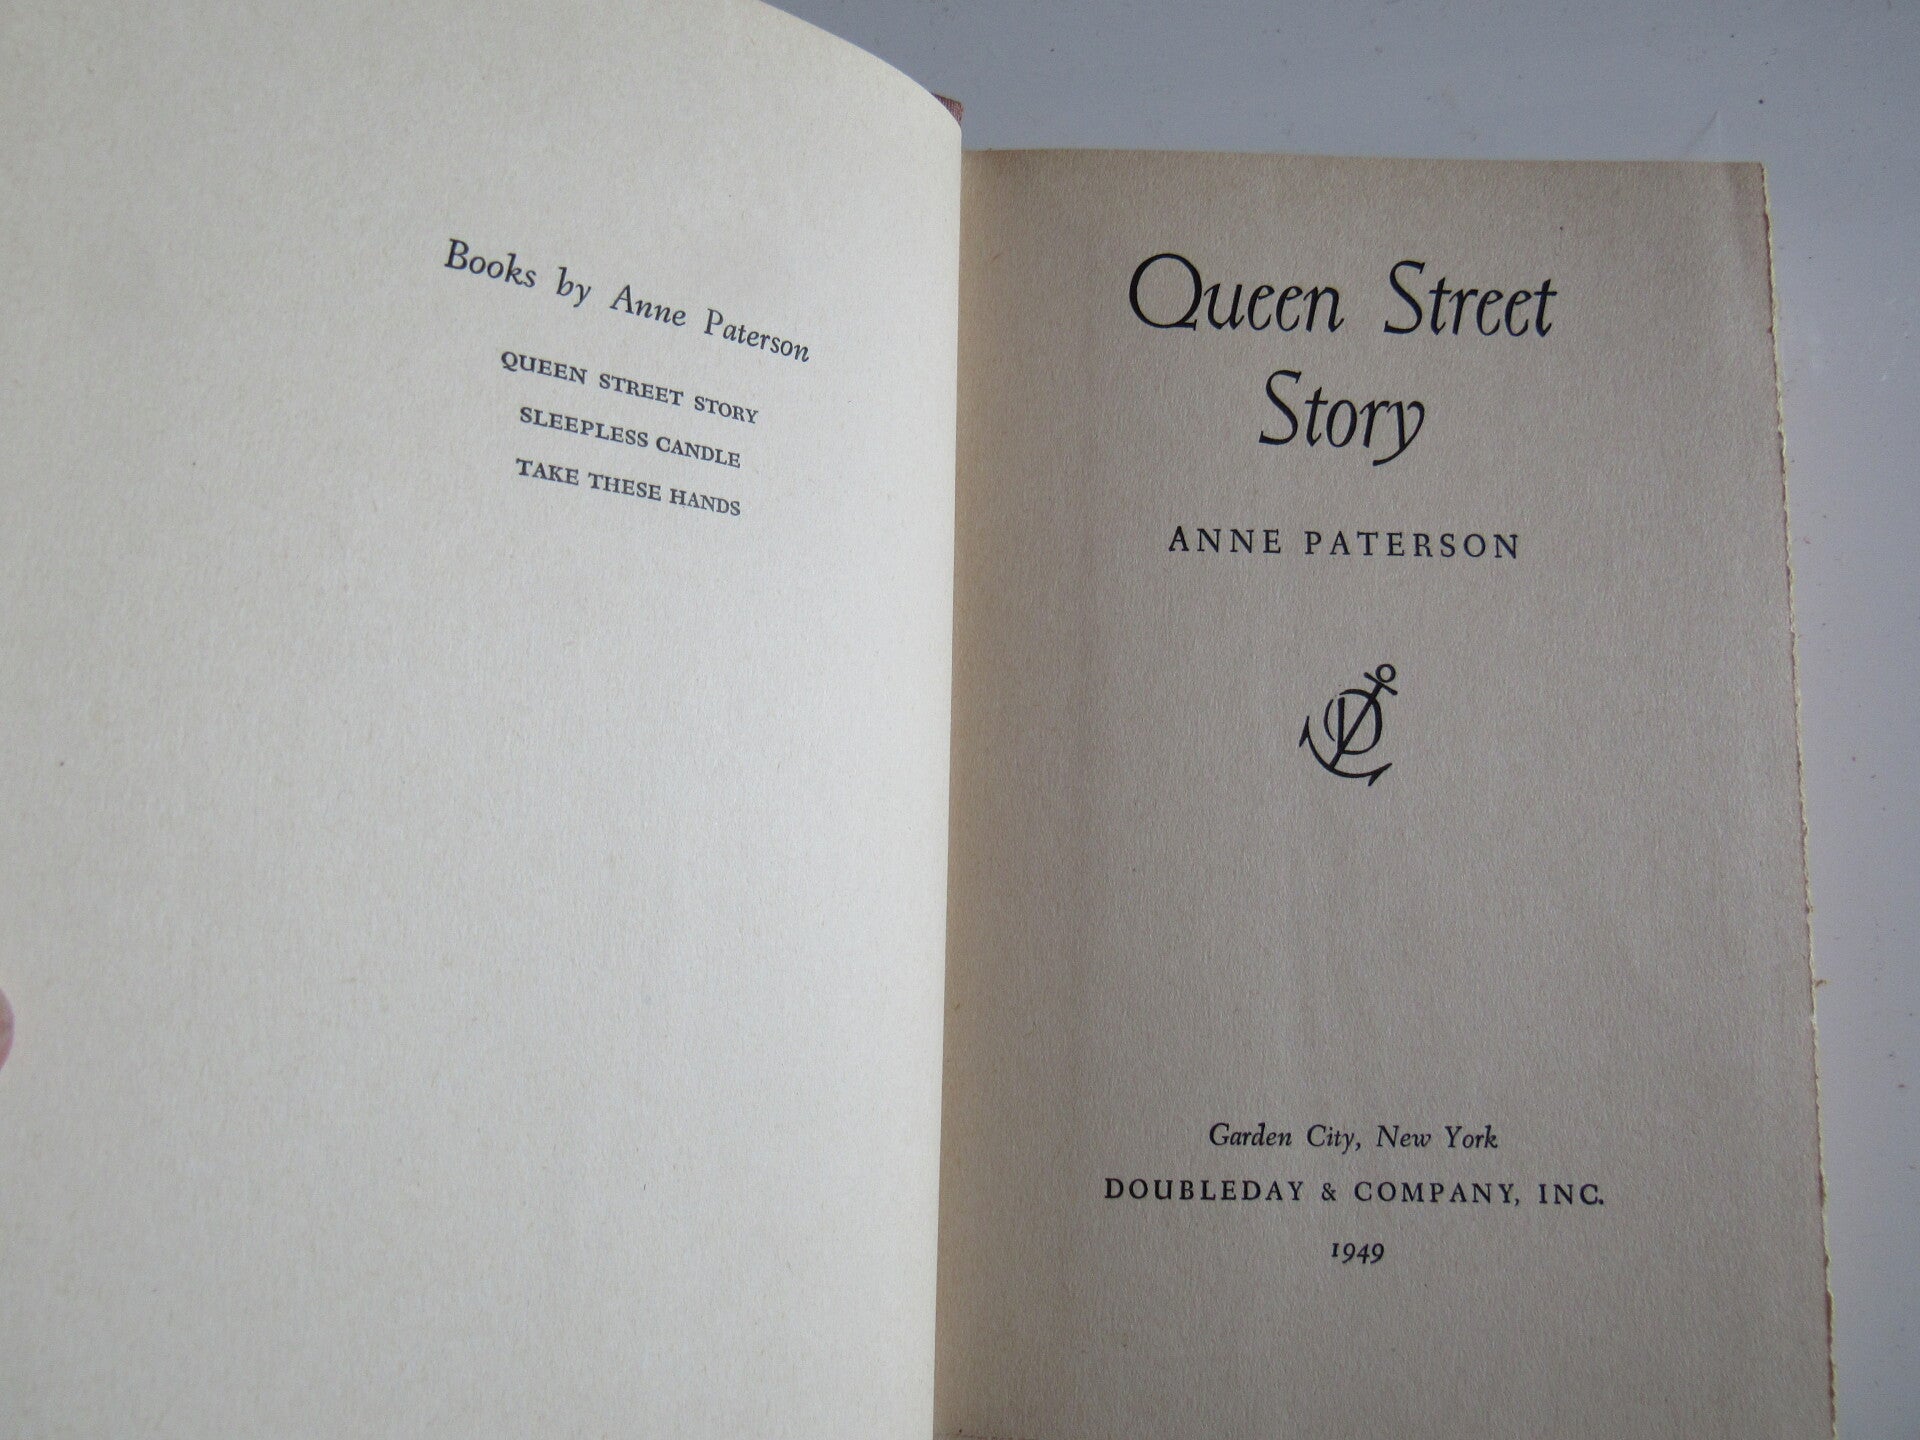 Books by Anne Paterson
QUEEN STREET STORY
SLEEPLESS CANDLE
TAKE THESE HANDS
Queen Street
Story
ANNE PATERSON
D
Garden City, New York
DOUBLEDAY & COMPANY, INC.
1949